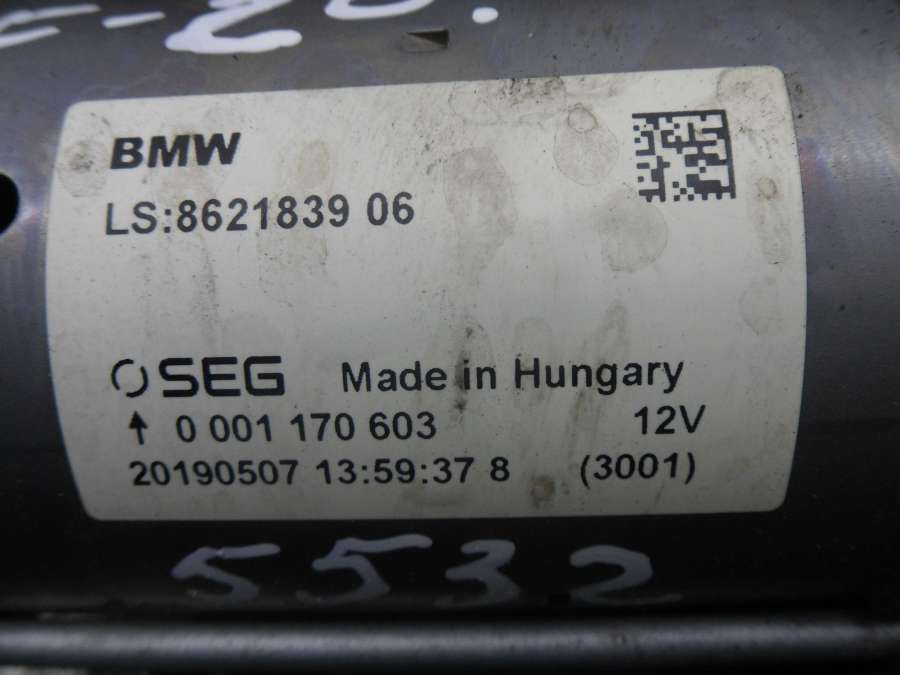 -20.
BMW
LS:8621839 06
SEG Made in Hungary
↑ 0 001 170 603 12V
20190507 13:59:37 8 (3001)
5532